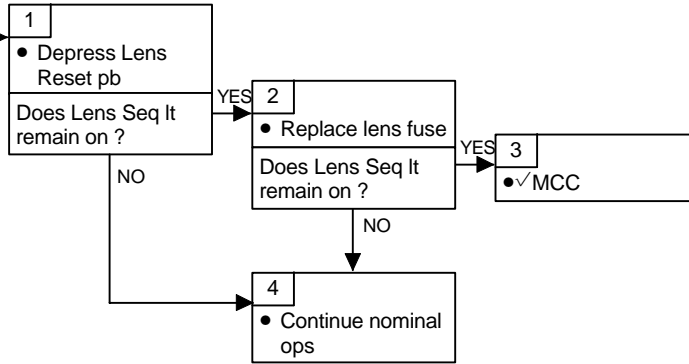 1
● Depress Lens
Reset pb
Does Lens Seq lt
remain on ?
YES
NO
2
● Replace lens fuse
Does Lens Seq lt
remain on ?
YES
NO
3
●√MCC
4
● Continue nominal
ops